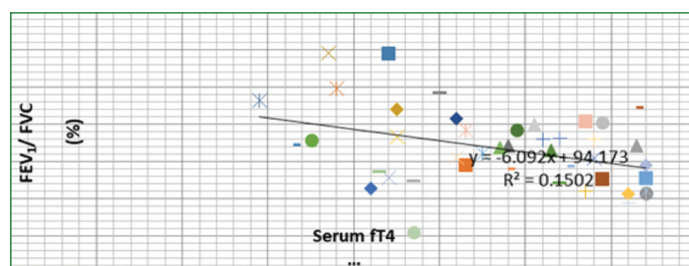 FEV₁/ FVC
(%)
y = -6.092x + 94.173
R² = 0.1502
Serum fT4
...